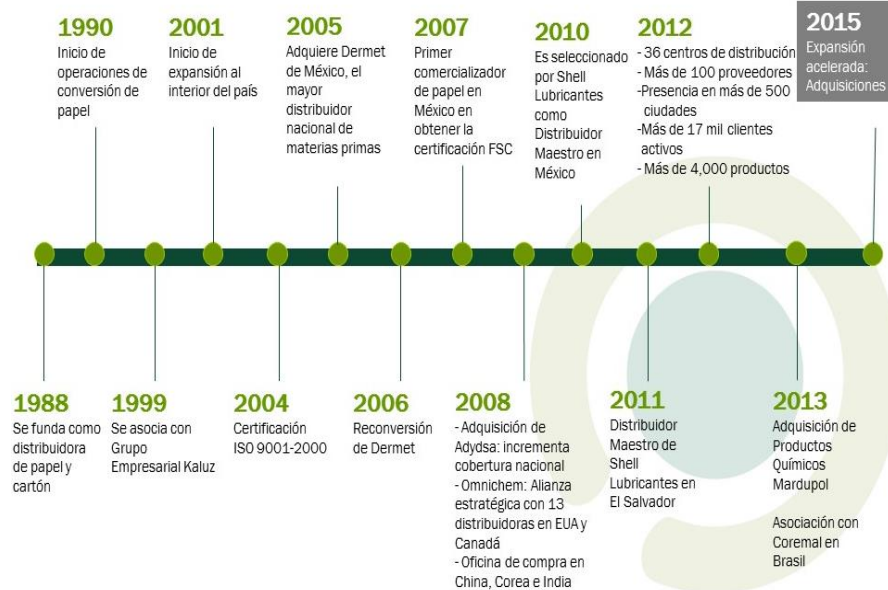 1990
Inicio de
operaciones de
conversión de
papel
2001
Inicio de
expansión al
interior del país
2005
Adquiere Dermet
de México, el
mayor
distribuidor
nacional de
materias primas
2007
Primer
comercializador
de papel en
México en
obtener la
certificación FSC
2010
Es seleccionado
por Shell
Lubricantes
como
Distribuidor
Maestro en
México
2012
- 36 centros de distribución
- Más de 100 proveedores
-Presencia en más de 500
ciudades
-Más de 17 mil clientes
activos
- Más de 4,000 productos
2015
Expansión
acelerada:
Adquisiciones
1988
Se funda como
distribuidora
de papel y
cartón
1999
Se asocia con
Grupo
Empresarial Kaluz
2004
Certificación
ISO 9001-2000
2006
Reconversión
de Dermet
2008
- Adquisición de
Adydsa: incrementa
cobertura nacional
- Omnichem: Alianza
estratégica con 13
distribuidoras en EUA y
Canadá
- Oficina de compra en
China, Corea e India
2011
Distribuidor
Maestro de
Shell
Lubricantes en
El Salvador
2013
Adquisición de
Productos
Químicos
Mardupol
Asociación con
Coremal en
Brasil